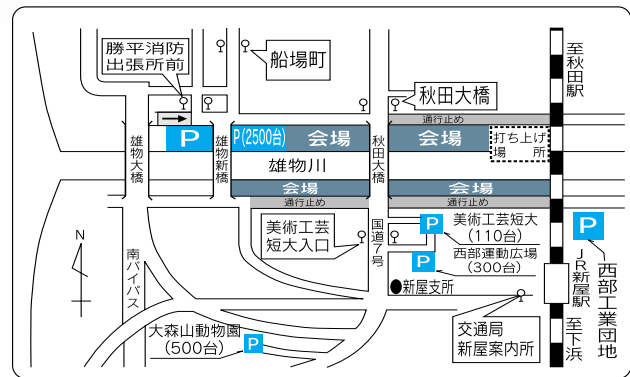 勝平消防
出張所前
船場町
秋田大橋
至秋田駅
通行止め
P
P(2500台)
会場
会場
打ち上げ
場所
雄物大橋
雄物新橋
雄物川
秋田大橋
会場
会場
通行止め
通行止め
美術工芸
短大入口
国道7号
P
美術工芸短大
(110台)
西部運動広場
(300台)
P
P
西部工業団地
N
南バイパス
新屋支所
JR新屋駅
大森山動物園
(500台)
P
交通局
新屋案内所
至下浜